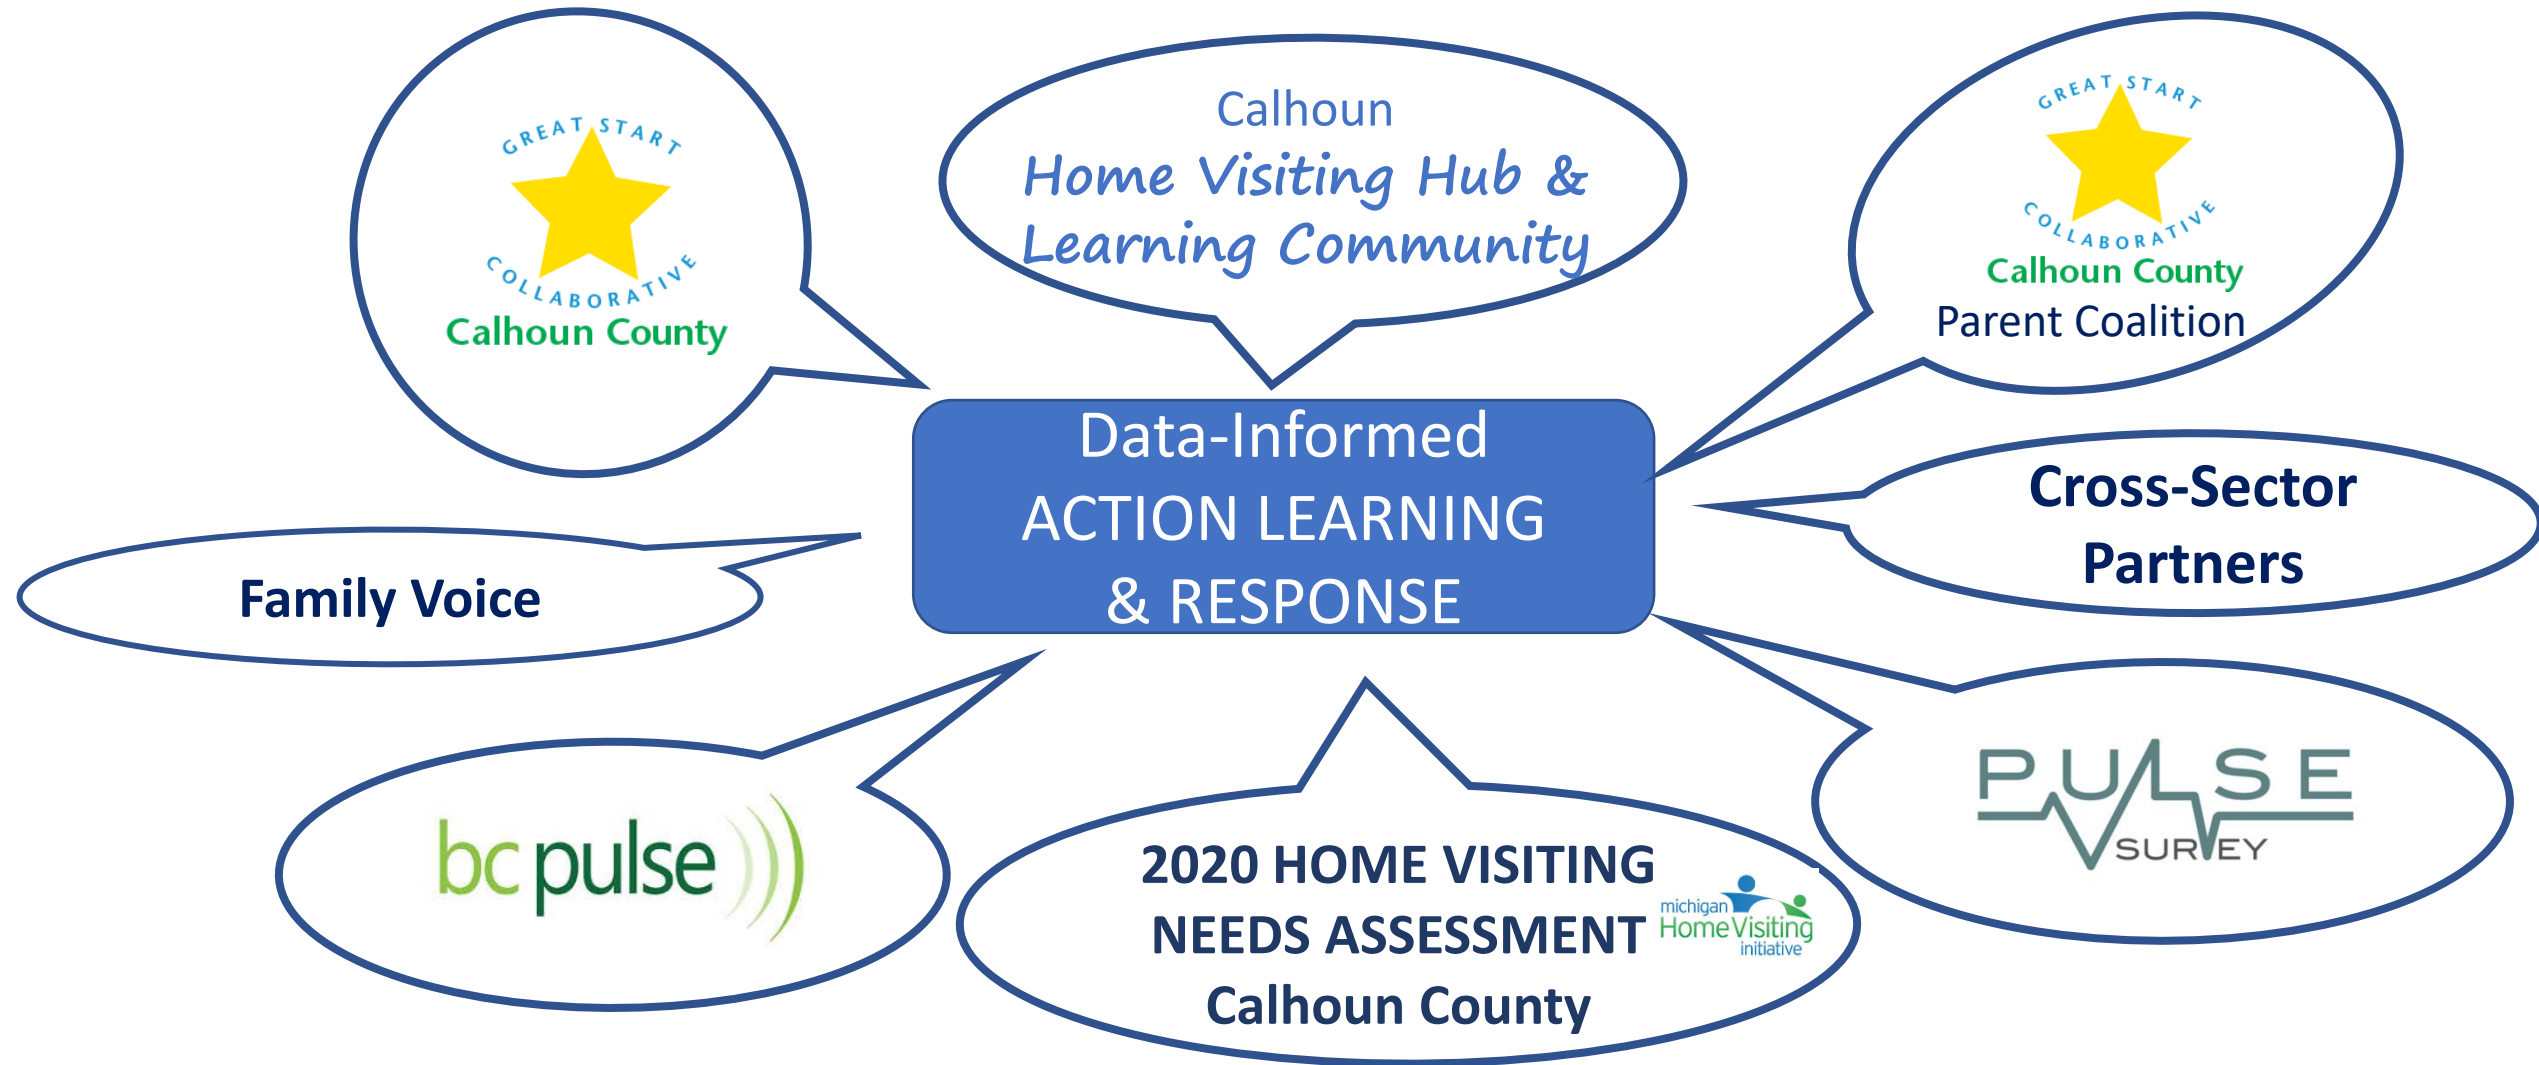 GREAT START
COLLABORATIVE
Calhoun County
Calhoun
Home Visiting Hub &
Learning Community
GREAT START
COLLABORATIVE
Calhoun County
Parent Coalition
Data-Informed
ACTION LEARNING
& RESPONSE
Family Voice
Cross-Sector
Partners
bc pulse
2020 HOME VISITING
NEEDS ASSESSMENT
Calhoun County
michigan
Home Visiting
initiative
PULSE
SURVEY